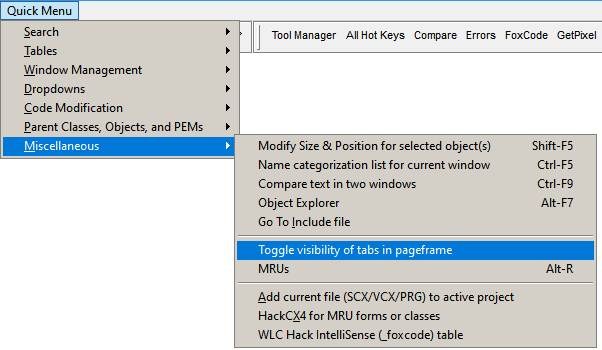 Quick Menu
Search
Tables
Window Management
Dropdowns
Code Modification
Parent Classes, Objects, and PEMs
Miscellaneous
Tool Manager All Hot Keys Compare Errors FoxCode GetPixel
Modify Size & Position for selected object(s) Shift-F5
Name categorization list for current window Ctrl-F5
Compare text in two windows Ctrl-F9
Object Explorer Alt-F7
Go To Include file
Toggle visibility of tabs in pageframe
MRUs Alt-R
Add current file (SCX/VCX/PRG) to active project
HackCX4 for MRU forms or classes
WLC Hack IntelliSense (_foxcode) table